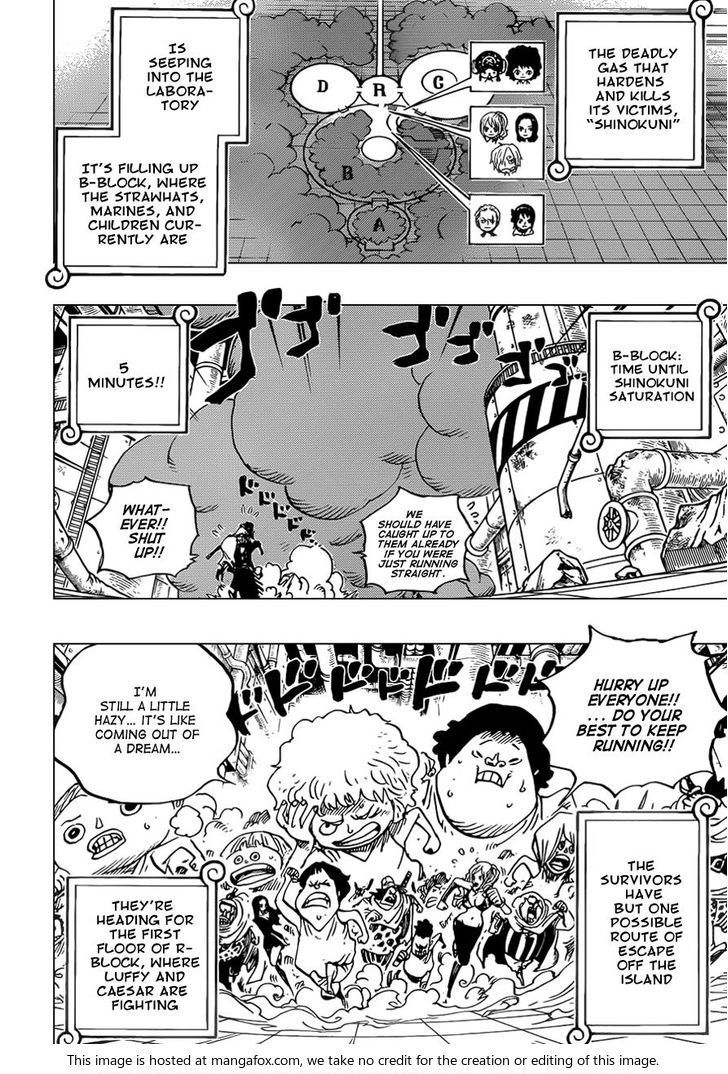 THE DEADLY
GAS THAT
HARDENS
AND KILLS
ITS VICTIMS,
"SHINOKUNI"
IS
SEEPING
INTO THE
LABORA-
TORY
IT'S FILLING UP
B-BLOCK, WHERE
THE STRAWHATS,
MARINES, AND
CHILDREN CUR-
RENTLY ARE
D
R
C
B
A
B-BLOCK:
TIME UNTIL
SHINOKUNI
SATURATION
5
MINUTES!!
ゴゴ
ゴゴ
ドドドド
WE
SHOULD HAVE
CAUGHT UP TO
THEM ALREADY
IF YOU WERE
JUST RUNNING
STRAIGHT.
WHAT-
EVER!!
SHUT
UP!!
HURRY UP
EVERYONE!!
... DO YOUR
BEST TO KEEP
RUNNING!!
ドドドドドド
I'M
STILL A LITTLE
HAZY... IT'S LIKE
COMING OUT OF
A DREAM...
THE
SURVIVORS
HAVE
BUT ONE
POSSIBLE
ROUTE OF
ESCAPE
OFF THE
ISLAND
THEY'RE
HEADING FOR
THE FIRST
FLOOR OF R-
BLOCK, WHERE
LUFFY AND
CAESAR ARE
FIGHTING
This image is hosted at mangafox.com, we take no credit for the creation or editing of this image.